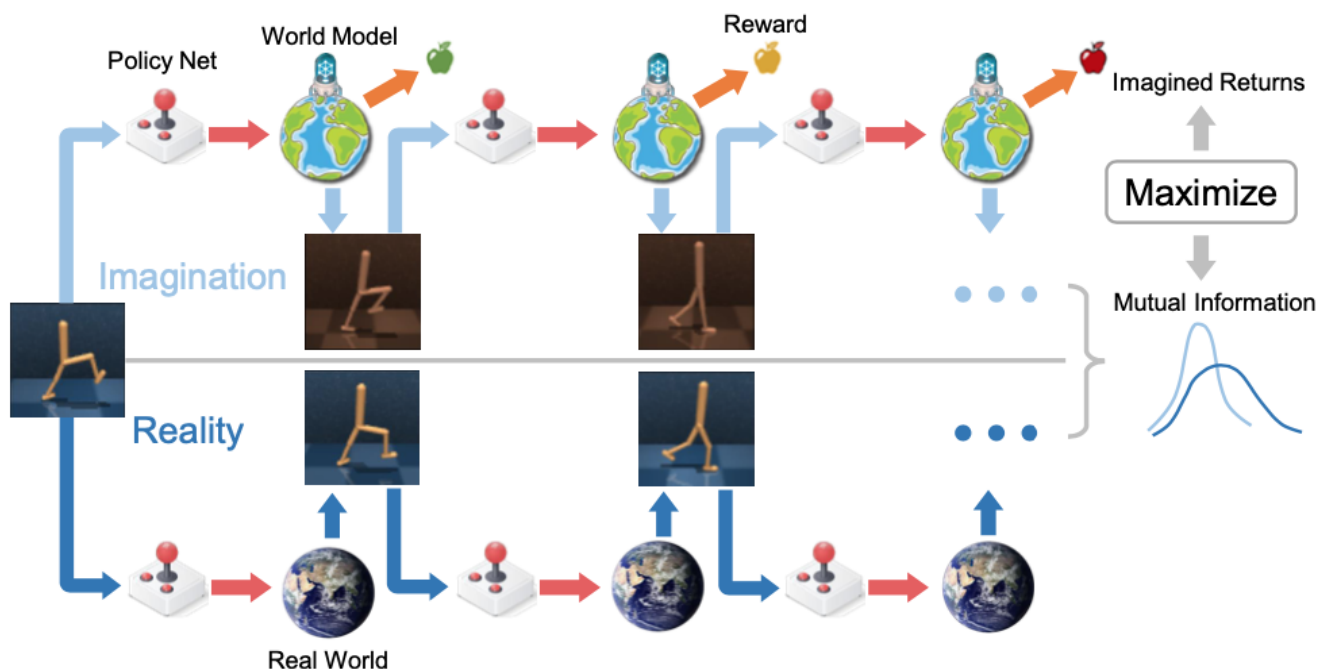 World Model
Reward
Policy Net
Imagined Returns
Maximize
Imagination
Mutual Information
Reality
Real World